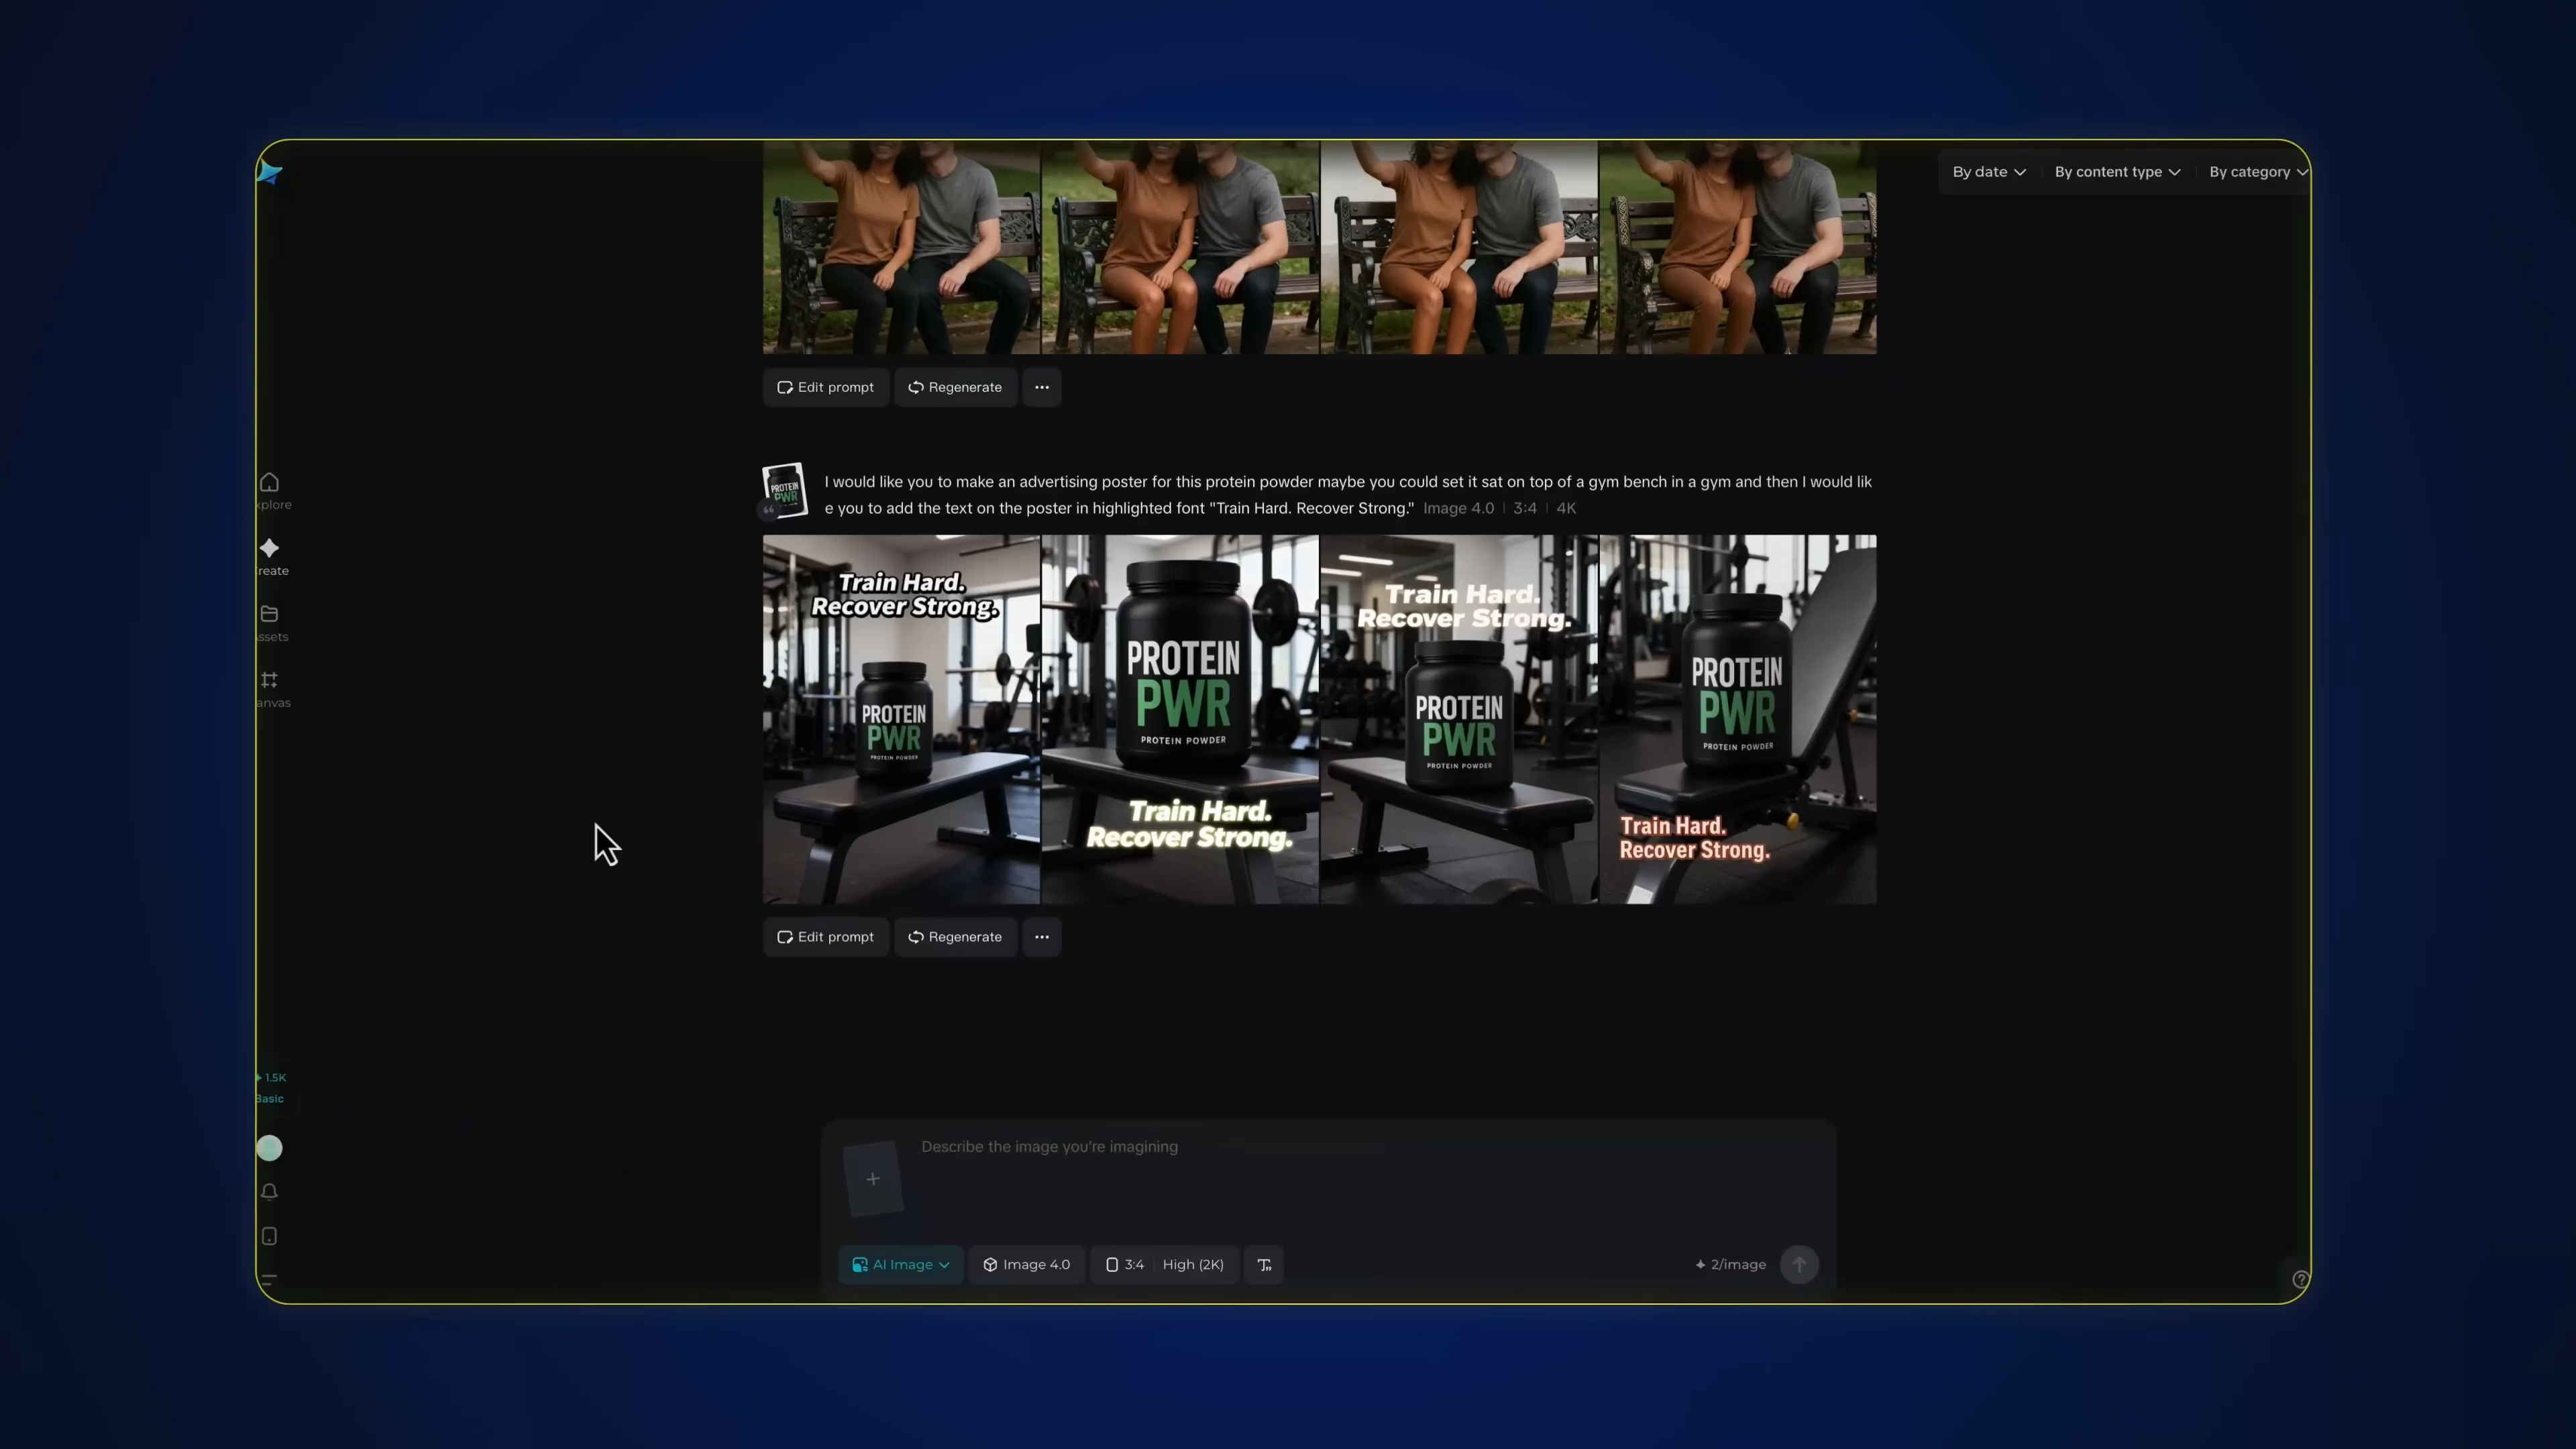 By date
By content type
By category
Edit prompt
Regenerate
xplore
reate
ssets
anvas
PROTEIN
PWR
I would like you to make an advertising poster for this protein powder maybe you could set it sat on top of a gym bench in a gym and then I would lik
e you to add the text on the poster in highlighted font "Train Hard. Recover Strong." Image 4.0 | 3:4 | 4K
Train Hard.
Recover Strong.
PROTEIN
PWR
PROTEIN POWDER
PROTEIN
PWR
PROTEIN POWDER
Train Hard.
Recover Strong.
Train Hard.
Recover Strong.
PROTEIN
PWR
PROTEIN POWDER
PROTEIN
PWR
PROTEIN POWDER
Train Hard.
Recover Strong.
Edit prompt
Regenerate
1.5K
Basic
Describe the image you're imagining
AI Image
Image 4.0
3:4
High (2K)
2/image